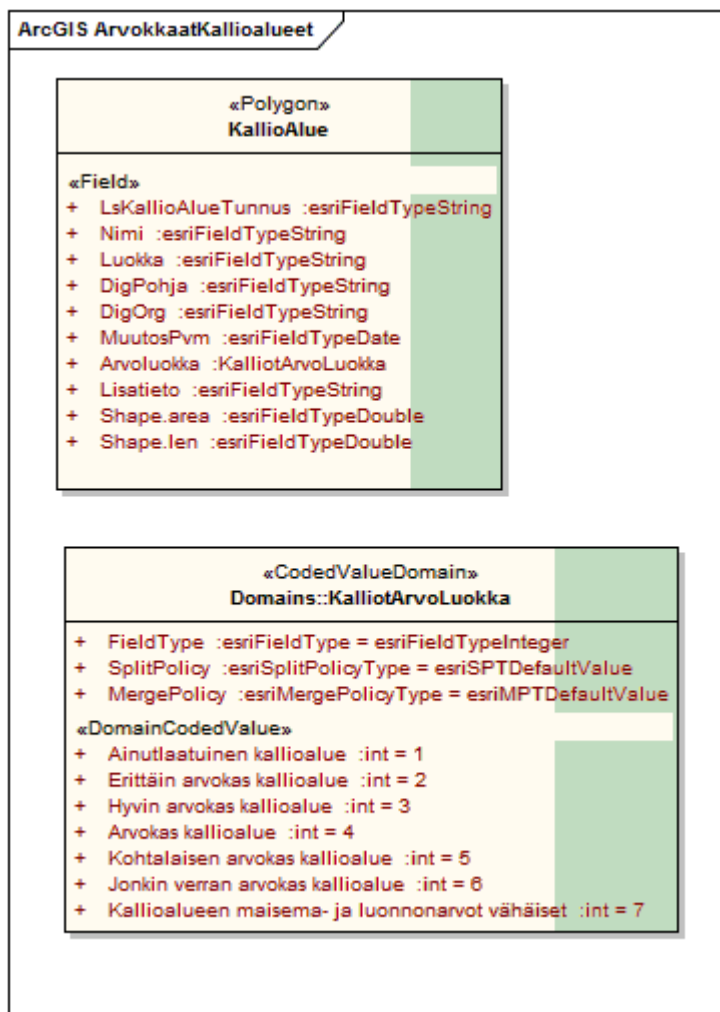 ArcGIS ArvokkaatKallioalueet
«Polygon»
KallioAlue
«Field»
+ LsKallioAlueTunnus :esriFieldTypeString
+ Nimi :esriFieldTypeString
+ Luokka :esriFieldTypeString
+ DigPohja :esriFieldTypeString
+ DigOrg :esriFieldTypeString
+ MuutosPvm :esriFieldTypeDate
+ Arvoluokka :KalliotArvoLuokka
+ Lisatieto :esriFieldTypeString
+ Shape.area :esriFieldTypeDouble
+ Shape.len :esriFieldTypeDouble
«CodedValueDomain»
Domains::KalliotArvoLuokka
+ FieldType :esriFieldType = esriFieldTypeInteger
+ SplitPolicy :esriSplitPolicyType = esriSPTDefaultValue
+ MergePolicy :esriMergePolicyType = esriMPTDefaultValue
«DomainCodedValue»
+ Ainutlaatuinen kallioalue :int = 1
+ Erittäin arvokas kallioalue :int = 2
+ Hyvin arvokas kallioalue :int = 3
+ Arvokas kallioalue :int = 4
+ Kohtalaisen arvokas kallioalue :int = 5
+ Jonkin verran arvokas kallioalue :int = 6
+ Kallioalueen maisema- ja luonnonarvot vähäiset :int = 7